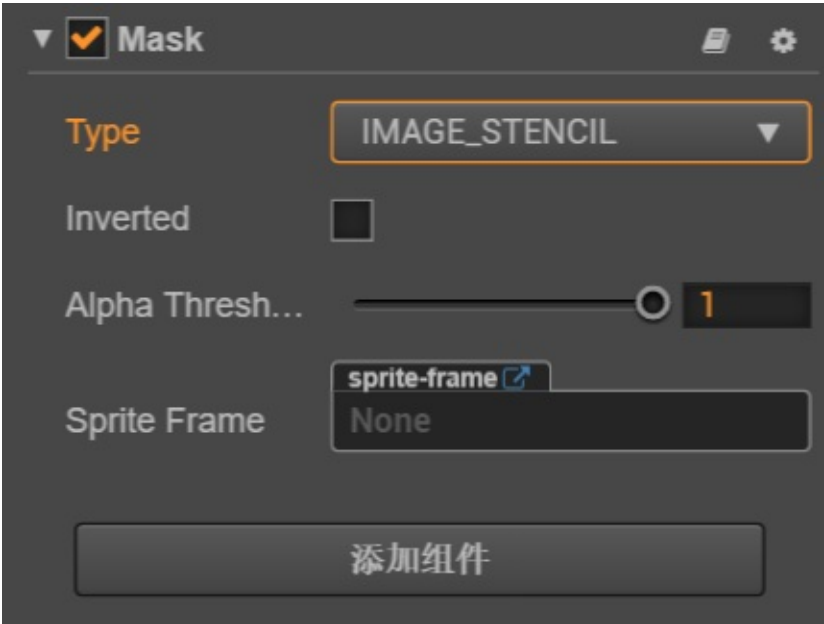 Mask
Type
IMAGE_STENCIL
Inverted
Alpha Thresh...
1
sprite-frame
Sprite Frame
None
添加组件